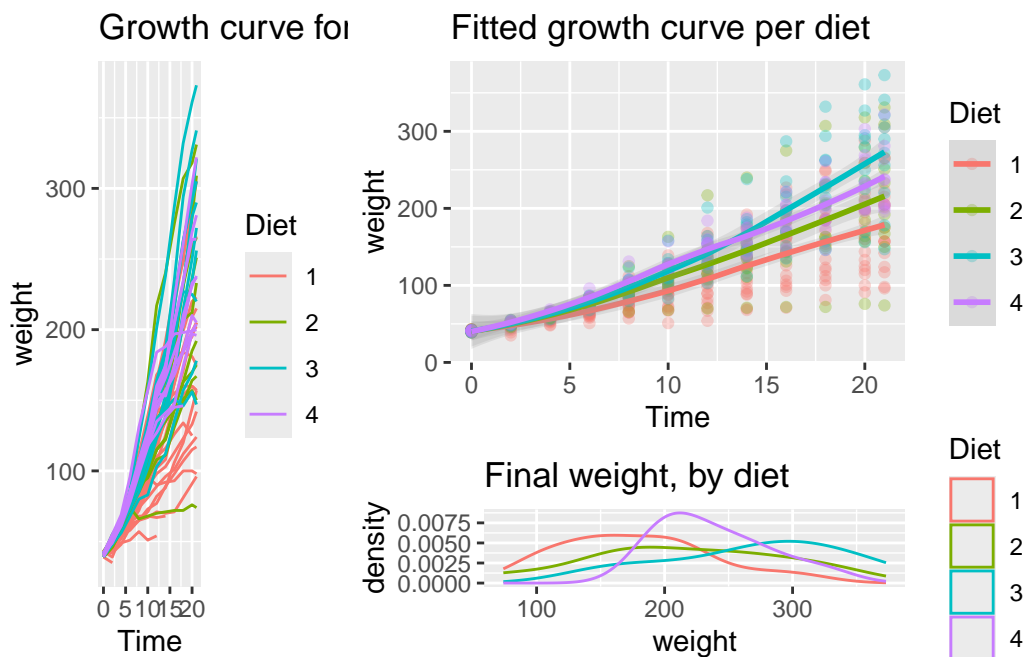 Growth curve for
weight
300
200
100
0 5 10 15 20
Time
Diet
1
2
3
4
Fitted growth curve per diet
weight
300
200
100
0
0 5 10 15 20
Time
Diet
1
2
3
4
Final weight, by diet
density
0.0075
0.0050
0.0025
0.0000
100 200 300
weight
Diet
1
2
3
4